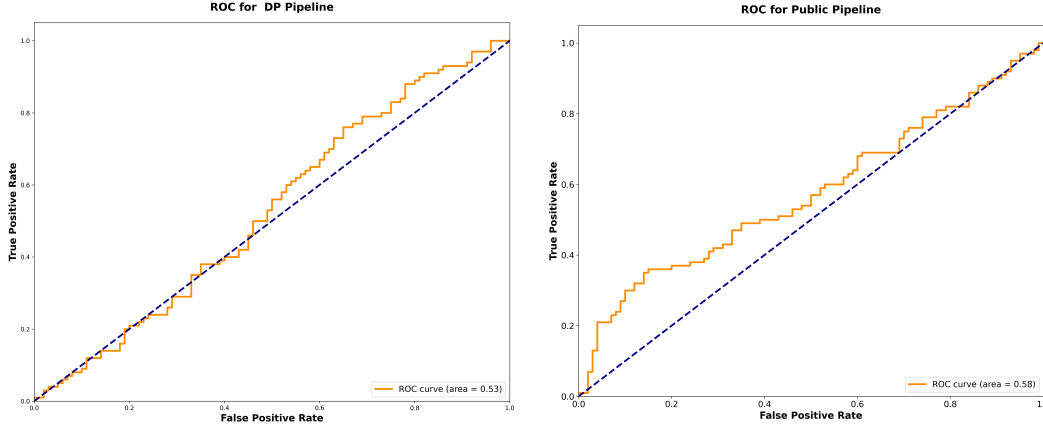 ROC for  DP Pipeline
1.0
0.8
0.6
0.4
0.2
0.0
True Positive Rate
0.0 0.2 0.4 0.6 0.8 1.0
False Positive Rate
ROC curve (area = 0.53)
ROC for Public Pipeline
1.0
0.8
0.6
0.4
0.2
0.0
True Positive Rate
0.0 0.2 0.4 0.6 0.8 1.
False Positive Rate
ROC curve (area = 0.58)